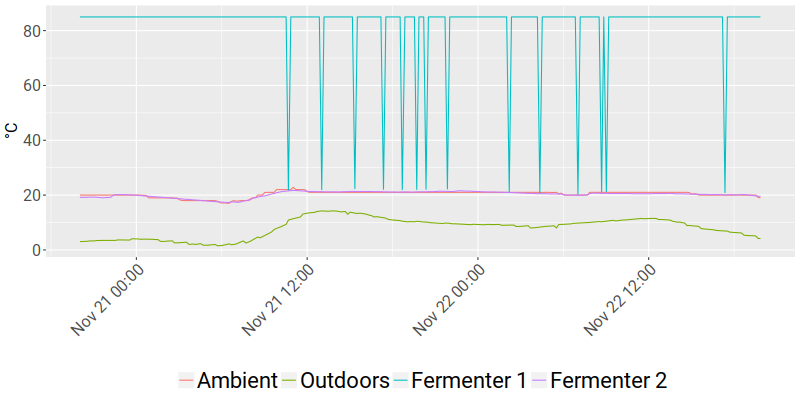 80
60
40
20
0
°C
Nov 21 00:00
Nov 21 12:00
Nov 22 00:00
Nov 22 12:00
Ambient Outdoors Fermenter 1 Fermenter 2